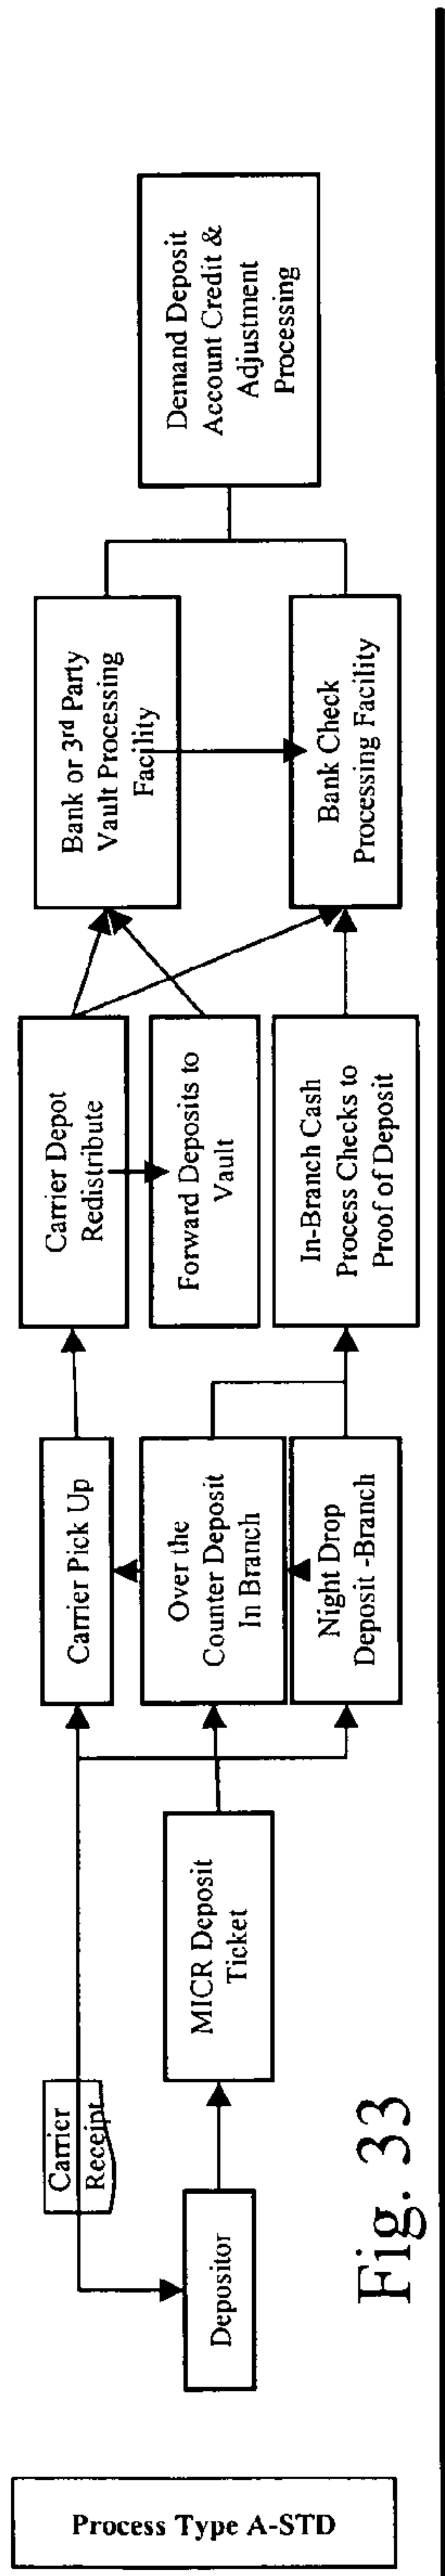 Process Type A-STD
Depositor
Carrier
Receipt
MICR Deposit
Ticket
Carrier Pick Up
Over the
Counter Deposit
In Branch
Night Drop
Deposit -Branch
Carrier Depot
Redistribute
Forward Deposits to
Vault
In-Branch Cash
Process Checks to
Proof of Deposit
Bank or 3rd Party
Vault Processing
Facility
Bank Check
Processing Facility
Demand Deposit
Account Credit &
Adjustment
Processing
Fig. 33